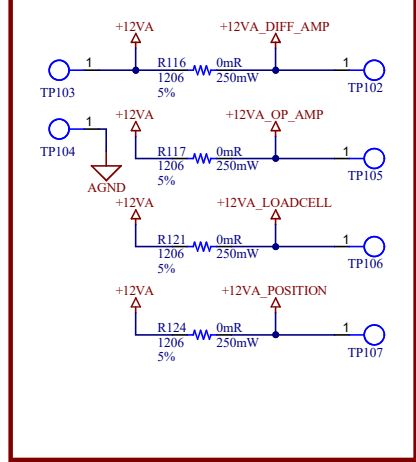 +12VA +12VA_DIFF_AMP
1 R116 0mR 1
TP103 1206 250mW TP102
5%
1 +12VA +12VA_OP_AMP
TP104 R117 0mR 1
1206 250mW TP105
AGND 5%
+12VA +12VA_LOADCELL
R121 0mR 1
1206 250mW TP106
5%
+12VA +12VA_POSITION
R124 0mR 1
1206 250mW TP107
5%